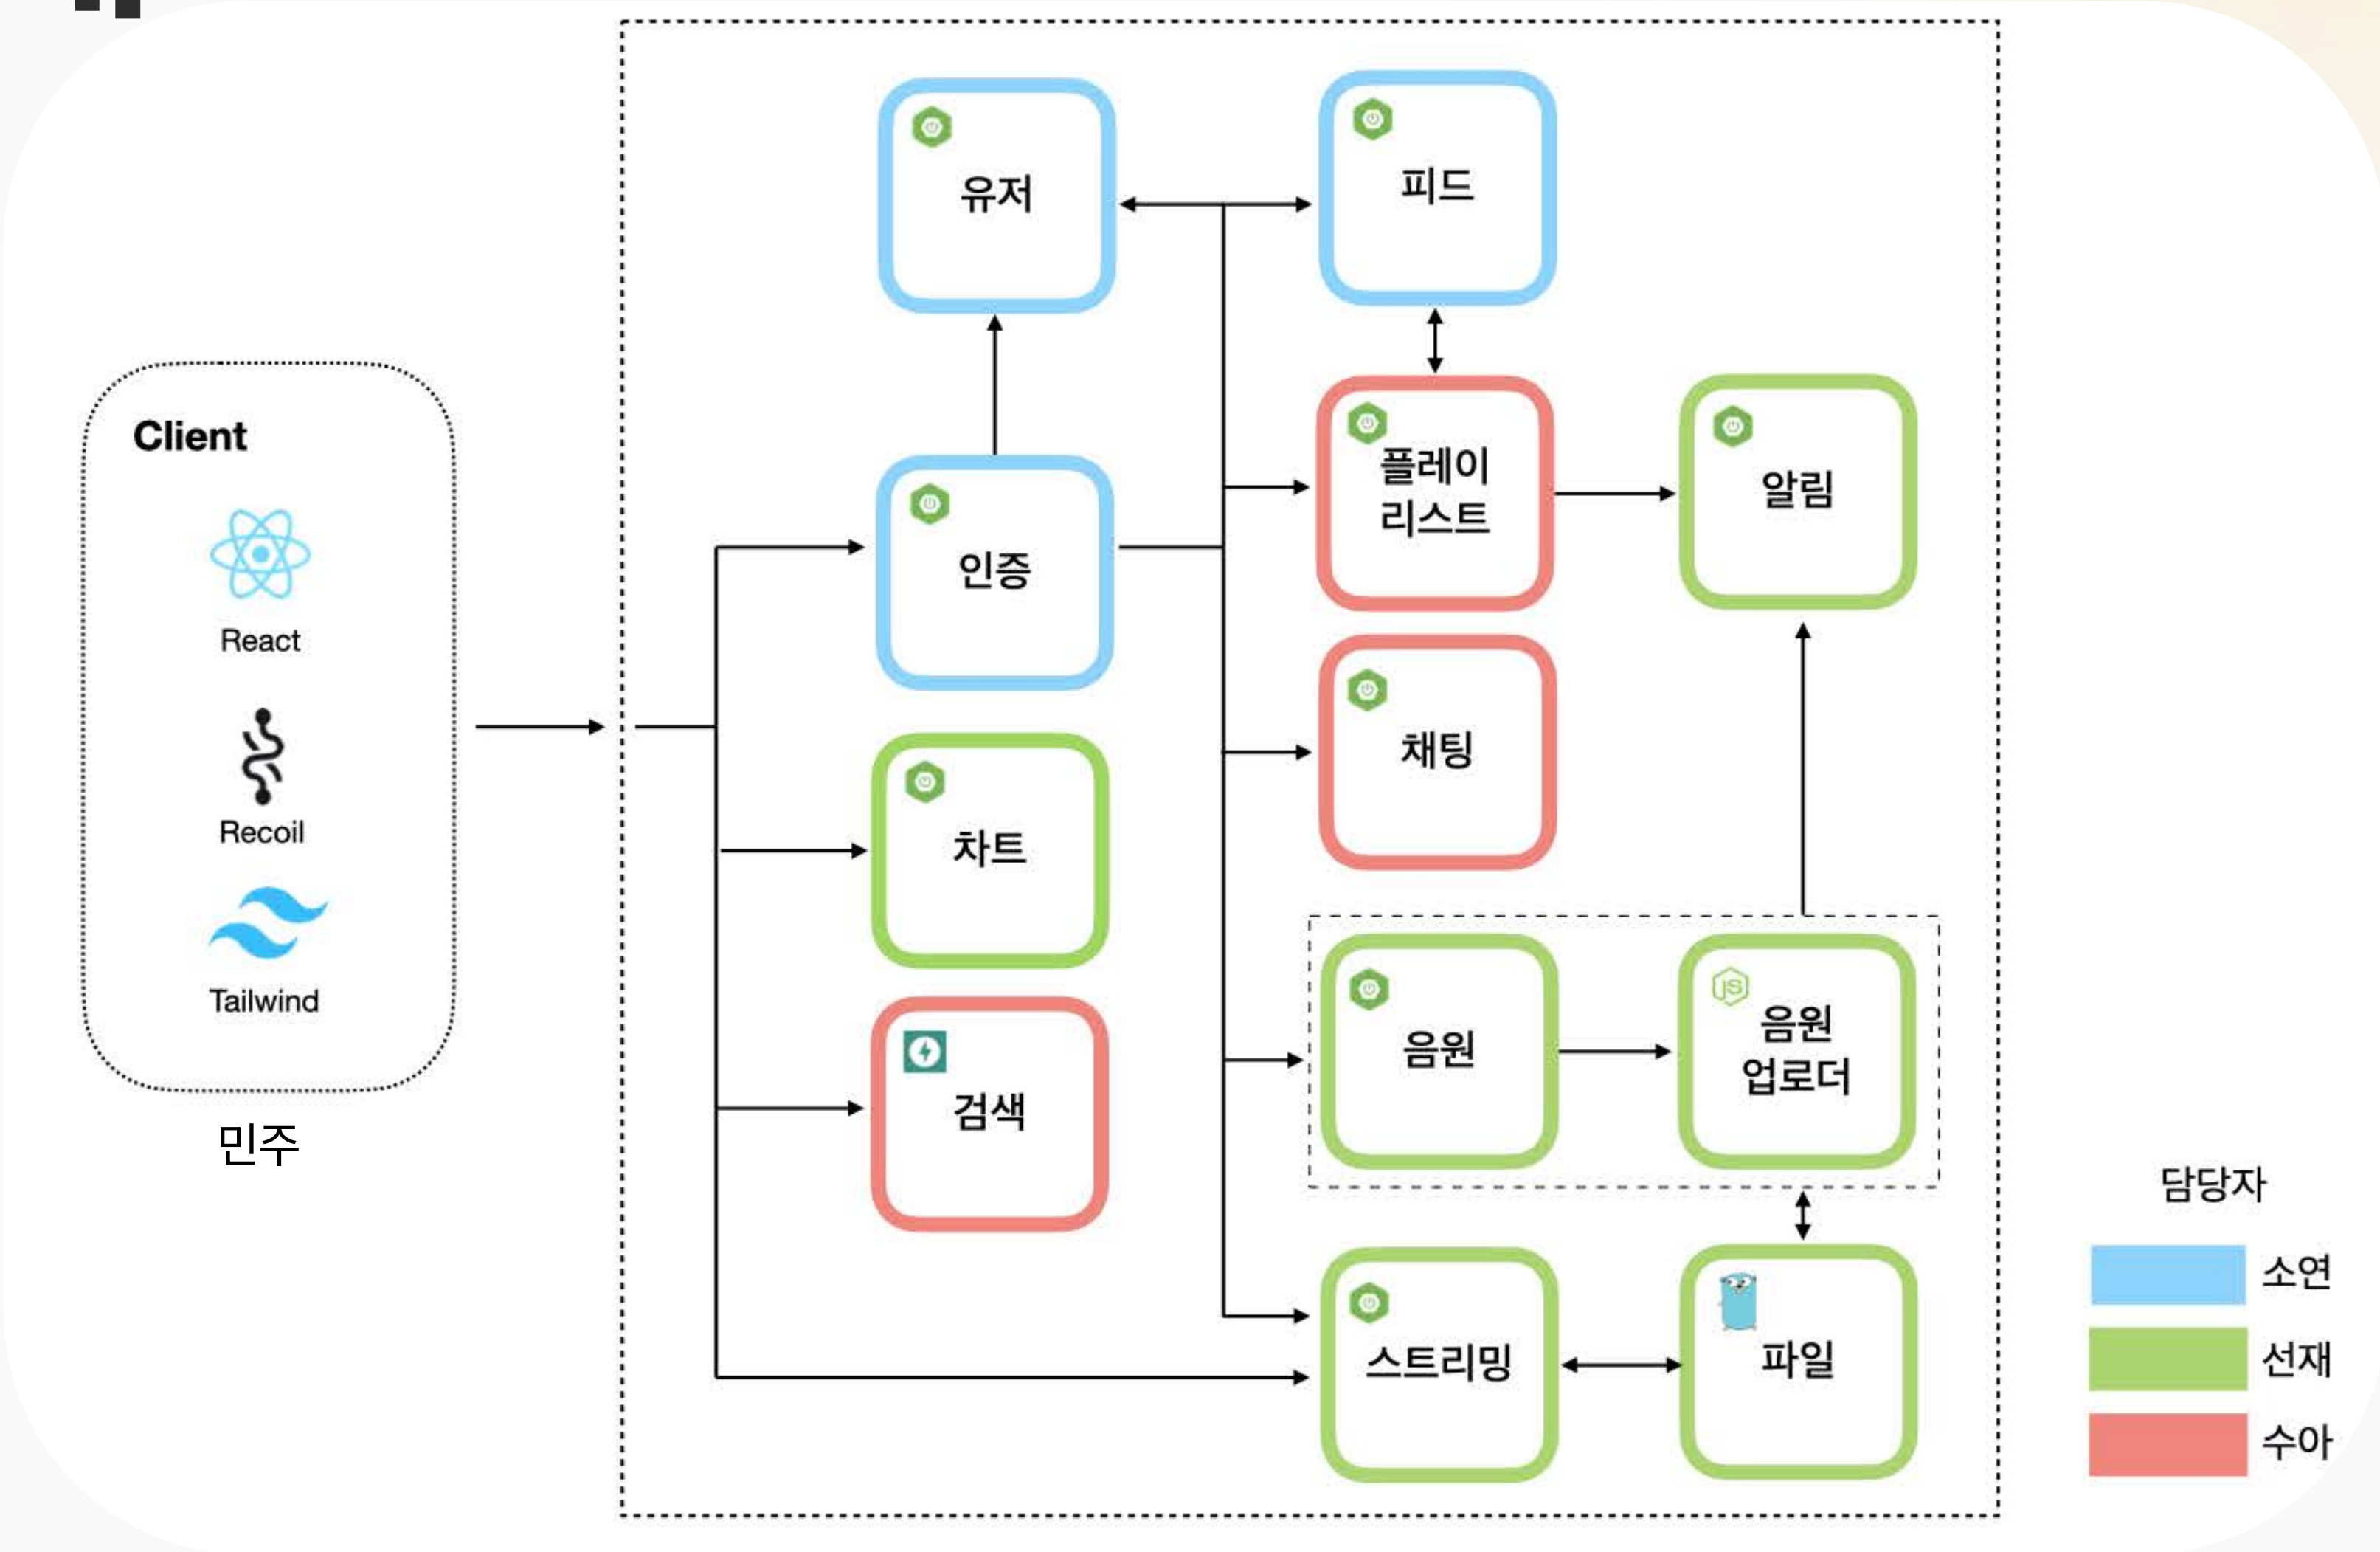 Client
React
Recoil
Tailwind
민주
유저
인증
차트
검색
피드
플레이
리스트
알림
채팅
음원
JS
음원
업로더
스트리밍
파일
담당자
소연
선재
수아